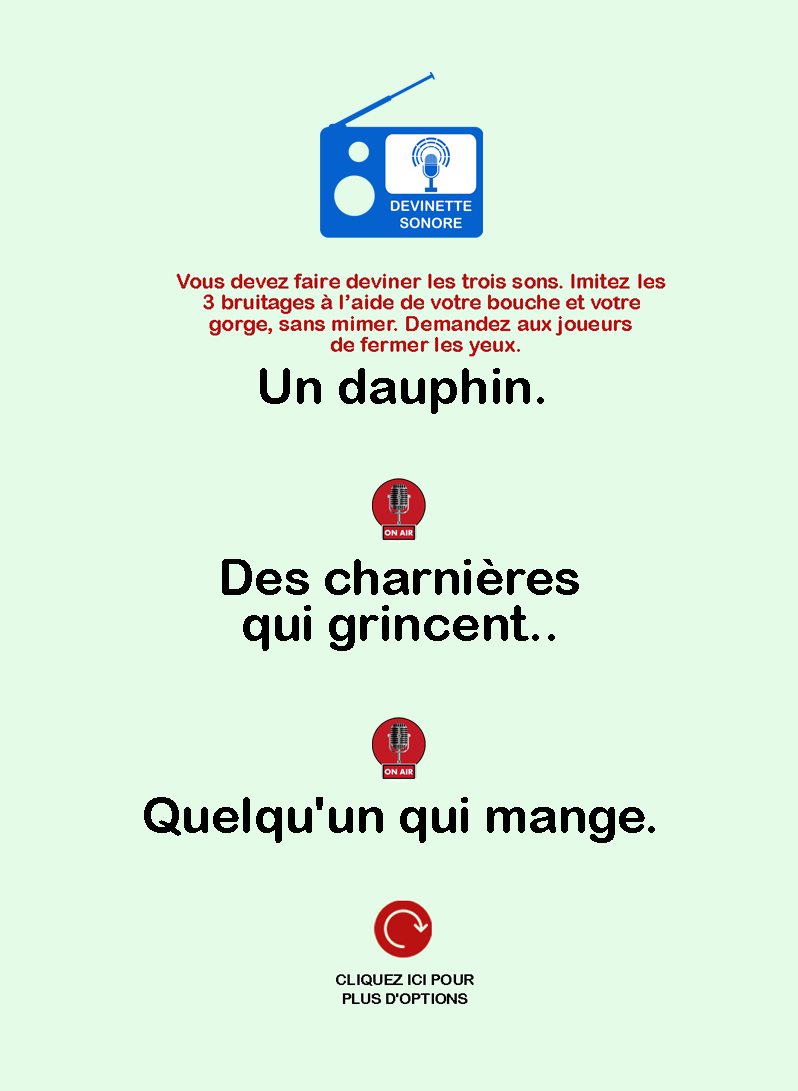 DEVINETTE
SONORE
Vous devez faire deviner les trois sons. Imitez les
3 bruitages à l’aide de votre bouche et votre
gorge, sans mimer. Demandez aux joueurs
de fermer les yeux.
Un dauphin.
ON AIR
Des charnières
qui grincent..
ON AIR
Quelqu'un qui mange.
CLIQUEZ ICI POUR
PLUS D'OPTIONS